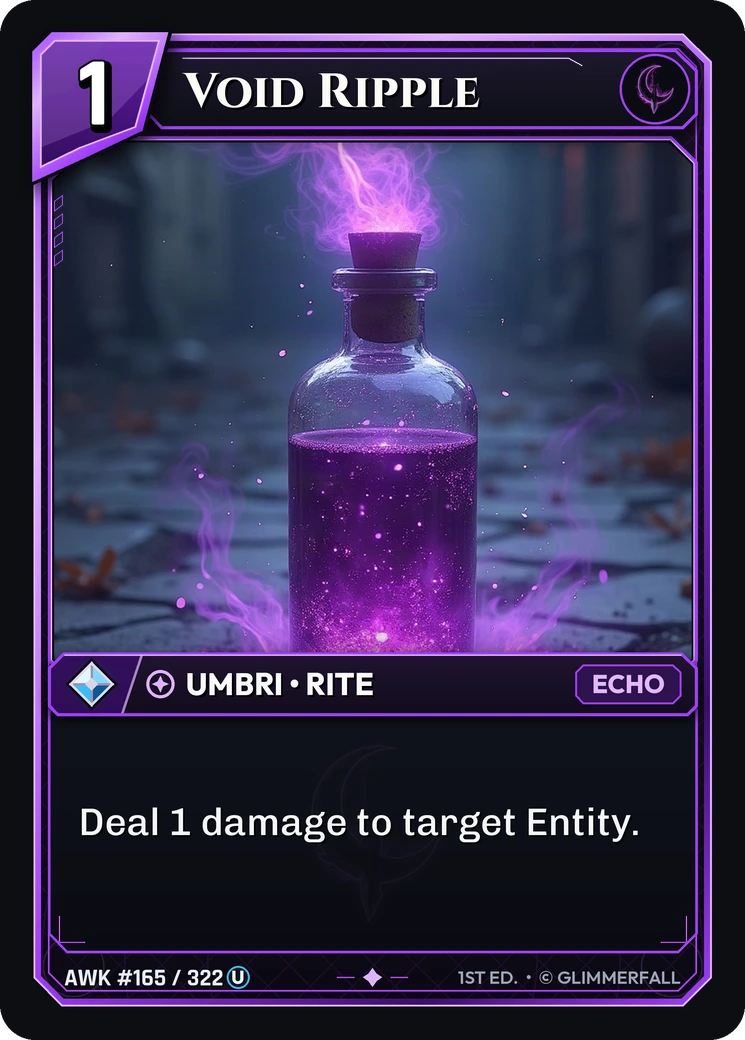 1
VOID RIPPLE
UMBRI • RITE
ECHO
Deal 1 damage to target Entity.
AWK #165 / 322 U
1ST ED. • © GLIMMERFALL